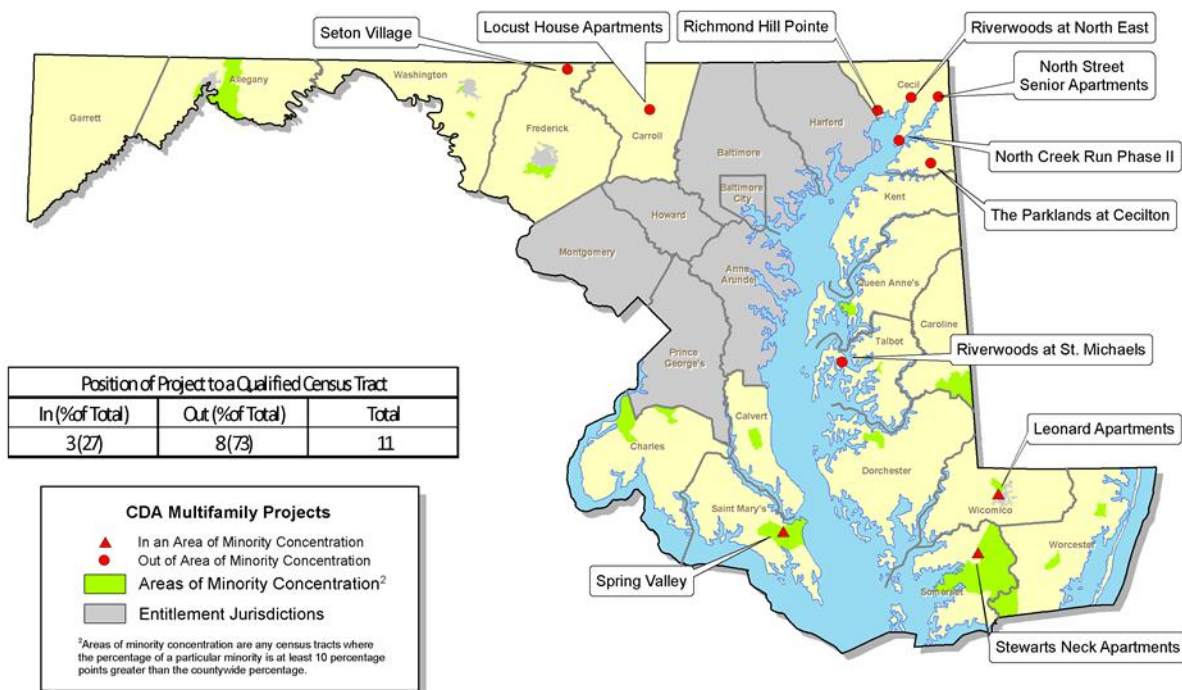 Seton Village
Locust House Apartments
Richmond Hill Pointe
Riverwoods at North East
North Street
Senior Apartments
North Creek Run Phase II
The Parklands at Cecilton
Garrett
Allegany
Washington
Frederick
Carroll
Baltimore
Baltimore
City
Harford
Cecil
Kent
Howard
Montgomery
Anne
Arundel
Queen Anne's
Caroline
Talbot
Prince
George's
Riverwoods at St. Michaels
Calvert
Charles
Saint Mary's
Dorchester
Leonard Apartments
Wicomico
Worcester
Somerset
Spring Valley
Stewarts Neck Apartments
Position of Project to a Qualified Census Tract
In (% of Total) Out (% of Total) Total
3 (27) 8 (73) 11
CDA Multifamily Projects
In an Area of Minority Concentration
Out of Area of Minority Concentration
Areas of Minority Concentration²
Entitlement Jurisdictions
²Areas of minority concentration are any census tracts where
the percentage of a particular minority is at least 10 percentage
points greater than the countywide percentage.